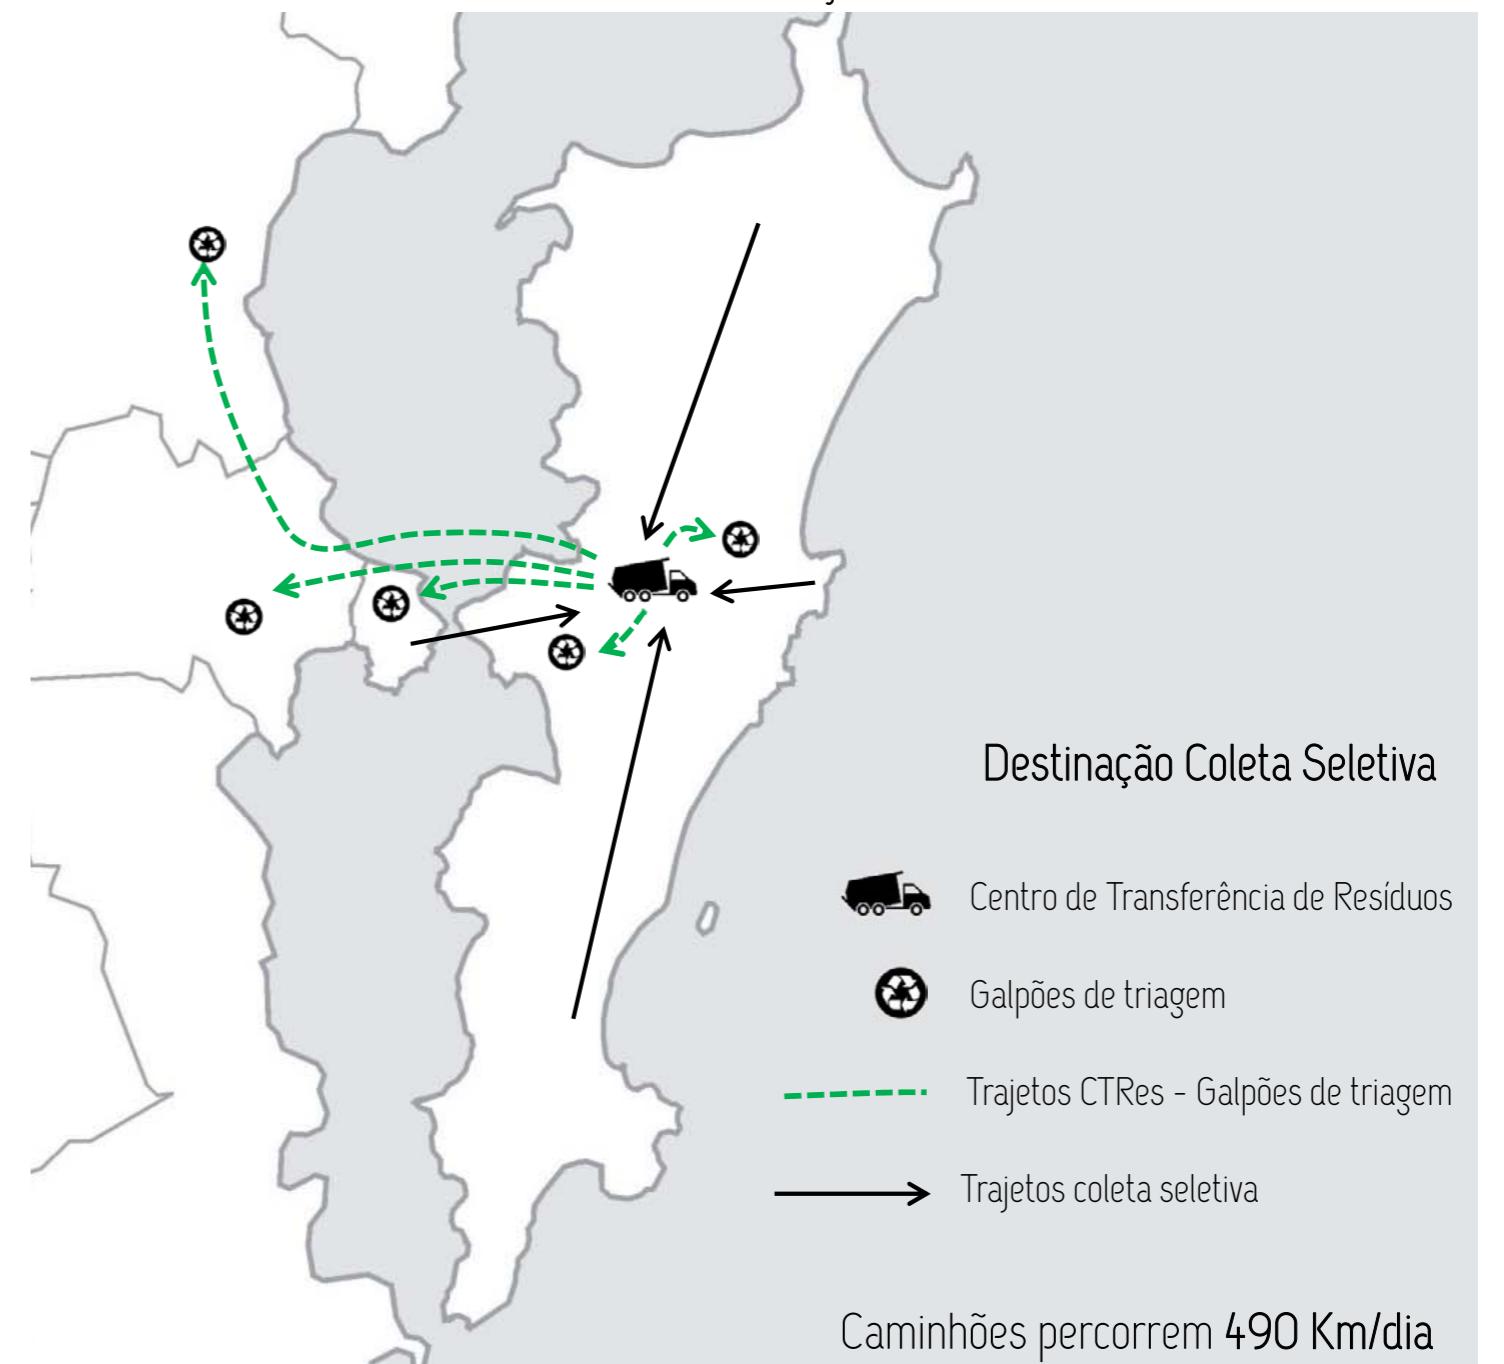 Destinação Coleta Seletiva
Centro de Transferência de Resíduos
Galpões de triagem
Trajetos CTRes - Galpões de triagem
Trajetos coleta seletiva
Caminhões percorrem 490 Km/dia